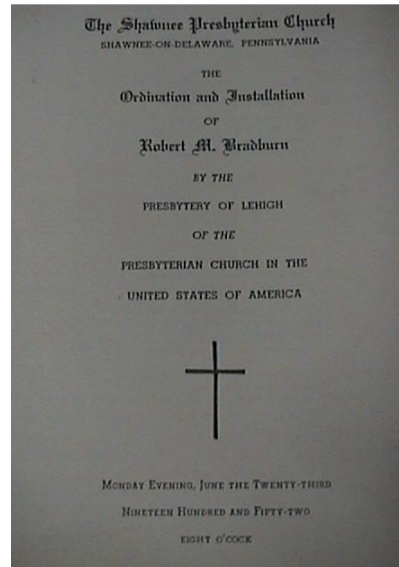 The Shawnee Presbyterian Church
SHAWNEE-ON-DELAWARE, PENNSYLVANIA
THE
Ordination and Installation
OF
Robert M. Bradburn
BY THE
PRESBYTERY OF LEHIGH
OF THE
PRESBYTERIAN CHURCH IN THE
UNITED STATES OF AMERICA
MONDAY EVENING, JUNE THE TWENTY-THIRD
NINETEEN HUNDRED AND FIFTY-TWO
EIGHT O'COCK